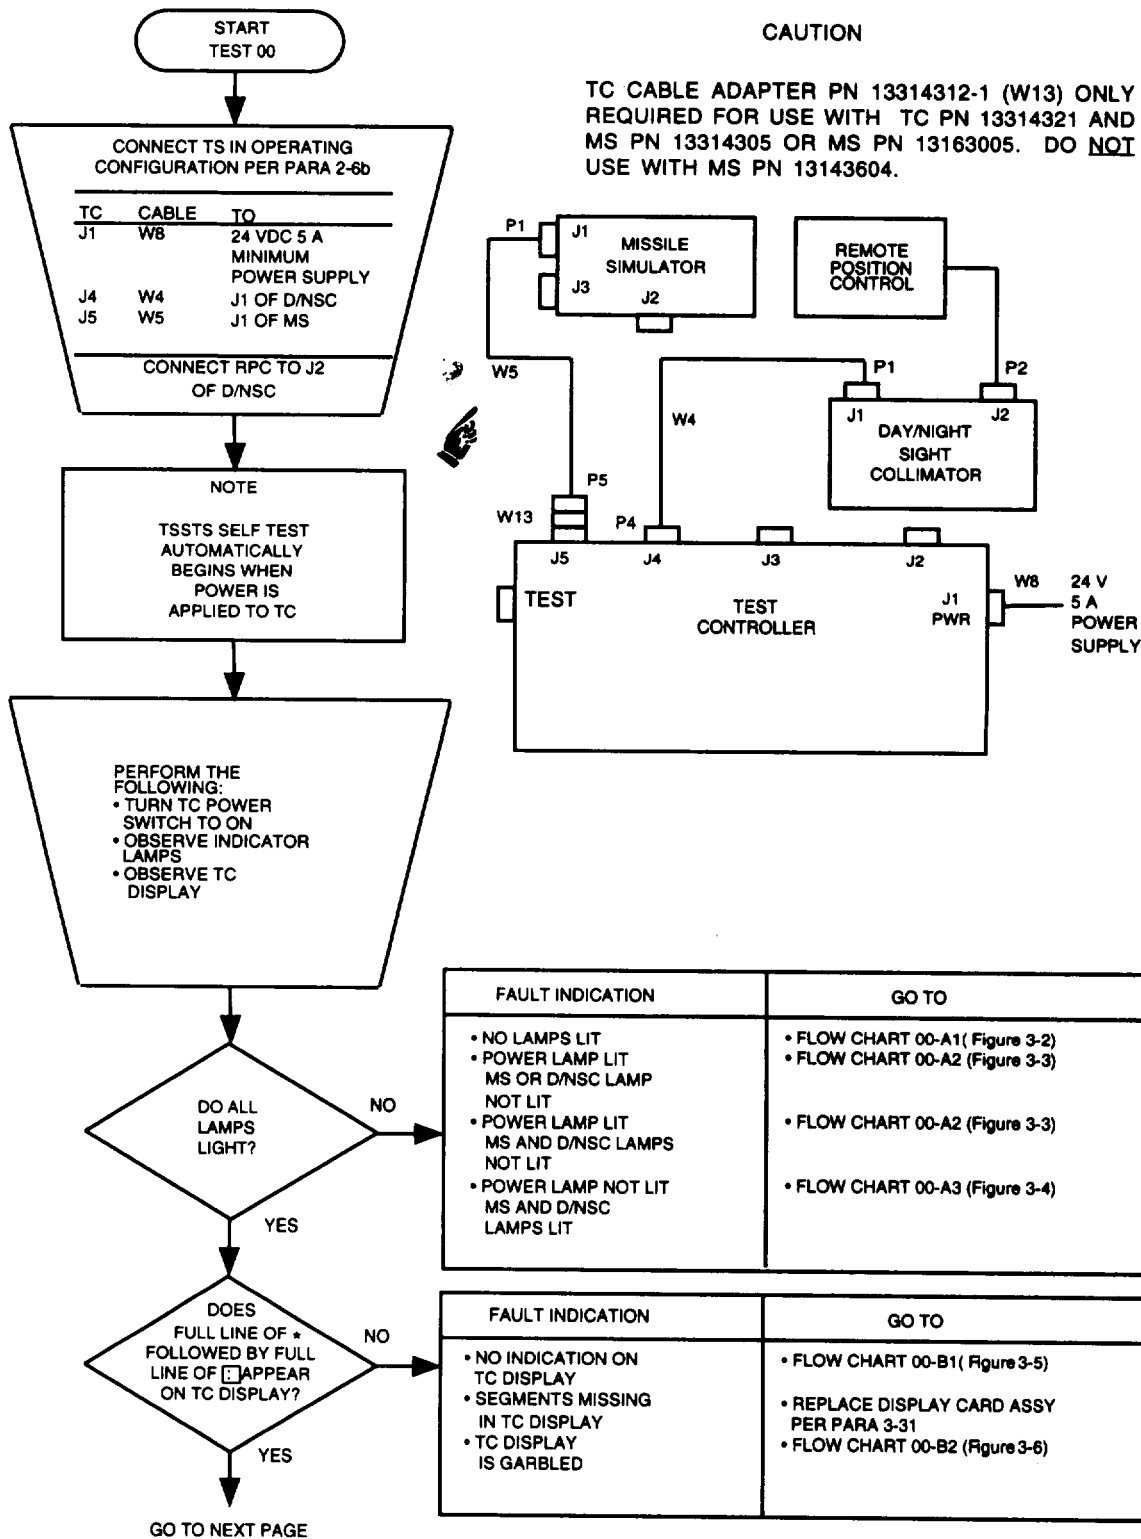 START
TEST 00
CAUTION
TC CABLE ADAPTER PN 13314312-1 (W13) ONLY
REQUIRED FOR USE WITH TC PN 13314321 AND
MS PN 13314305 OR MS PN 13163005. DO NOT
USE WITH MS PN 13143604.
CONNECT TS IN OPERATING
CONFIGURATION PER PARA 2-6b
TC CABLE TO
J1 W8 24 VDC 5 A
MINIMUM
POWER SUPPLY
J4 W4 J1 OF D/NSC
J5 W5 J1 OF MS
CONNECT RPC TO J2
OF D/NSC
P1
J1
MISSILE
SIMULATOR
J3
J2
REMOTE
POSITION
CONTROL
W5
W4
P1
P2
J1
J2
DAY/NIGHT
SIGHT
COLLIMATOR
P5
W13
P4
J5
J4
J3
J2
TEST
TEST
CONTROLLER
J1
PWR
W8
24 V
5 A
POWER
SUPPLY
NOTE
TSSTS SELF TEST
AUTOMATICALLY
BEGINS WHEN
POWER IS
APPLIED TO TC
PERFORM THE
FOLLOWING:
• TURN TC POWER
SWITCH TO ON
• OBSERVE INDICATOR
LAMPS
• OBSERVE TC
DISPLAY
DO ALL
LAMPS
LIGHT?
NO
YES
FAULT INDICATION GO TO
• NO LAMPS LIT • FLOW CHART 00-A1( Figure 3-2)
• POWER LAMP LIT • FLOW CHART 00-A2 (Figure 3-3)
MS OR D/NSC LAMP
NOT LIT
• POWER LAMP LIT • FLOW CHART 00-A2 (Figure 3-3)
MS AND D/NSC LAMPS
NOT LIT
• POWER LAMP NOT LIT • FLOW CHART 00-A3 (Figure 3-4)
MS AND D/NSC
LAMPS LIT
DOES
FULL LINE OF *
FOLLOWED BY FULL
LINE OF [:] APPEAR
ON TC DISPLAY?
NO
YES
FAULT INDICATION GO TO
• NO INDICATION ON • FLOW CHART 00-B1( Figure 3-5)
TC DISPLAY
• SEGMENTS MISSING • REPLACE DISPLAY CARD ASSY
IN TC DISPLAY PER PARA 3-31
• TC DISPLAY • FLOW CHART 00-B2 (Figure 3-6)
IS GARBLED
GO TO NEXT PAGE